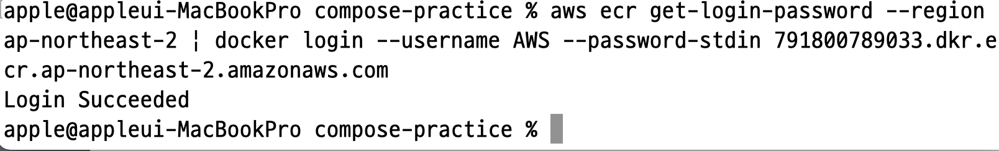 apple@appleui-MacBookPro compose-practice % aws ecr get-login-password --region
ap-northeast-2 | docker login --username AWS --password-stdin 791800789033.dkr.e
cr.ap-northeast-2.amazonaws.com
Login Succeeded
apple@appleui-MacBookPro compose-practice %